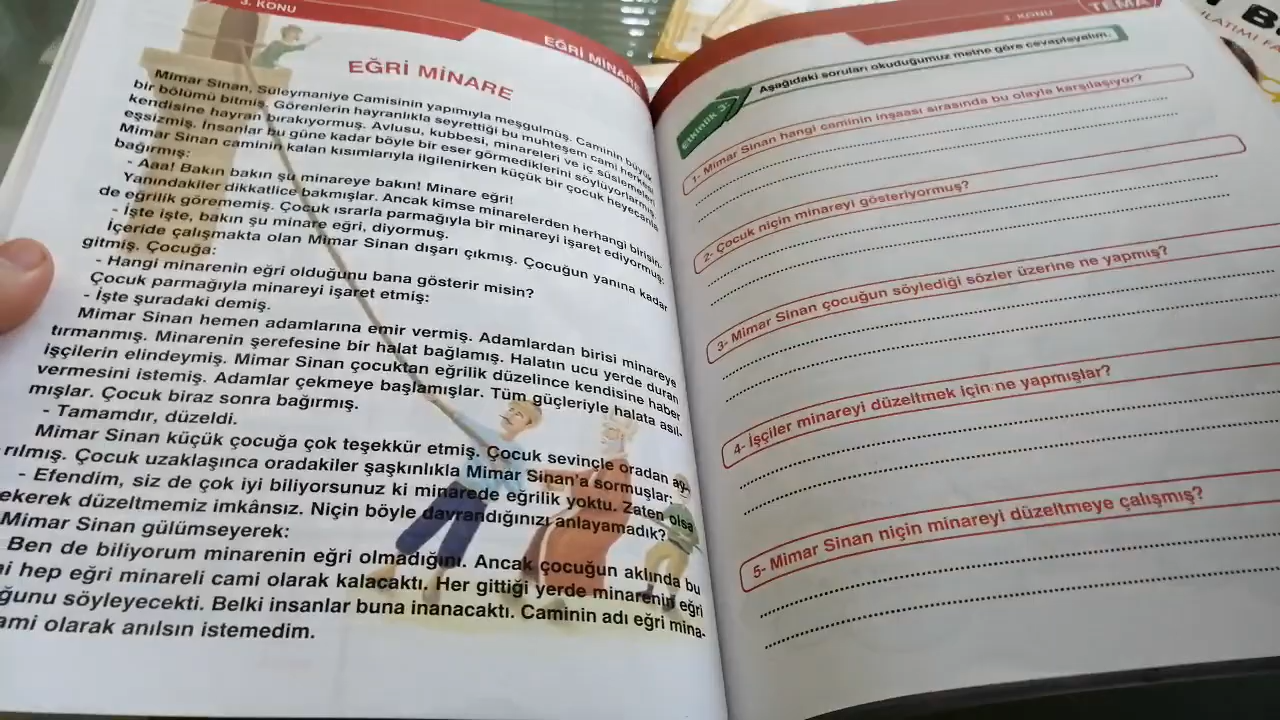 3. KONU
EĞRİ MİNARE
EĞRİ MİNARE
Mimar Sinan, Süleymaniye Camisinin yapımıyla meşgulmüş. Caminin büyük
bir bölümü bitmiş. Görenlerin hayranlıkla seyrettiği bu muhteşem cami herkesi
kendisine hayran bırakıyormuş. Avlusu, kubbesi, minareleri ve iç süslemeleri
eşsizmiş. İnsanlar bu güne kadar böyle bir eser görmediklerini söylüyorlarmış.
Mimar Sinan caminin kalan kısımlarıyla ilgilenirken küçük bir çocuk heyecanla
bağırmış:
- Aaa! Bakın bakın şu minareye bakın! Minare eğri!
Yanındakiler dikkatlice bakmışlar. Ancak kimse minarelerden herhangi birisin-
de eğrilik görememiş. Çocuk ısrarla parmağıyla bir minareyi işaret ediyormuş:
- İşte işte, bakın şu minare eğri, diyormuş.
İçeride çalışmakta olan Mimar Sinan dışarı çıkmış. Çocuğun yanına kadar
gitmiş. Çocuğa:
- Hangi minarenin eğri olduğunu bana gösterir misin?
Çocuk parmağıyla minareyi işaret etmiş:
- İşte şuradaki demiş.
Mimar Sinan hemen adamlarına emir vermiş. Adamlardan birisi minareye
tırmanmış. Minarenin şerefesine bir halat bağlamış. Halatın ucu yerde duran
işçilerin elindeymiş. Mimar Sinan çocuktan eğrilik düzelince kendisine haber
vermesini istemiş. Adamlar çekmeye başlamışlar. Tüm güçleriyle halata asıl-
mışlar. Çocuk biraz sonra bağırmış.
- Tamamdır, düzeldi.
Mimar Sinan küçük çocuğa çok teşekkür etmiş. Çocuk sevinçle oradan ay-
rılmış. Çocuk uzaklaşınca oradakiler şaşkınlıkla Mimar Sinan'a sormuşlar:
- Efendim, siz de çok iyi biliyorsunuz ki minarede eğrilik yoktu. Zaten olsa
ekerek düzeltmemiz imkânsız. Niçin böyle davrandığınızı anlayamadık?
Mimar Sinan gülümseyerek:
Ben de biliyorum minarenin eğri olmadığını. Ancak çocuğun aklında bu
hep eğri minareli cami olarak kalacaktı. Her gittiği yerde minarenin eğri
ğunu söyleyecekti. Belki insanlar buna inanacaktı. Caminin adı eğri mina-
ami olarak anılsın istemedim.
3. KONU
TEMA
Etkinlik 3:
Aşağıdaki soruları okuduğumuz metne göre cevaplayalım.
1- Mimar Sinan hangi caminin inşaası sırasında bu olayla karşılaşıyor?
2- Çocuk niçin minareyi gösteriyormuş?
3- Mimar Sinan çocuğun söylediği sözler üzerine ne yapmış?
4- İşçiler minareyi düzeltmek için ne yapmışlar?
5- Mimar Sinan niçin minareyi düzeltmeye çalışmış?